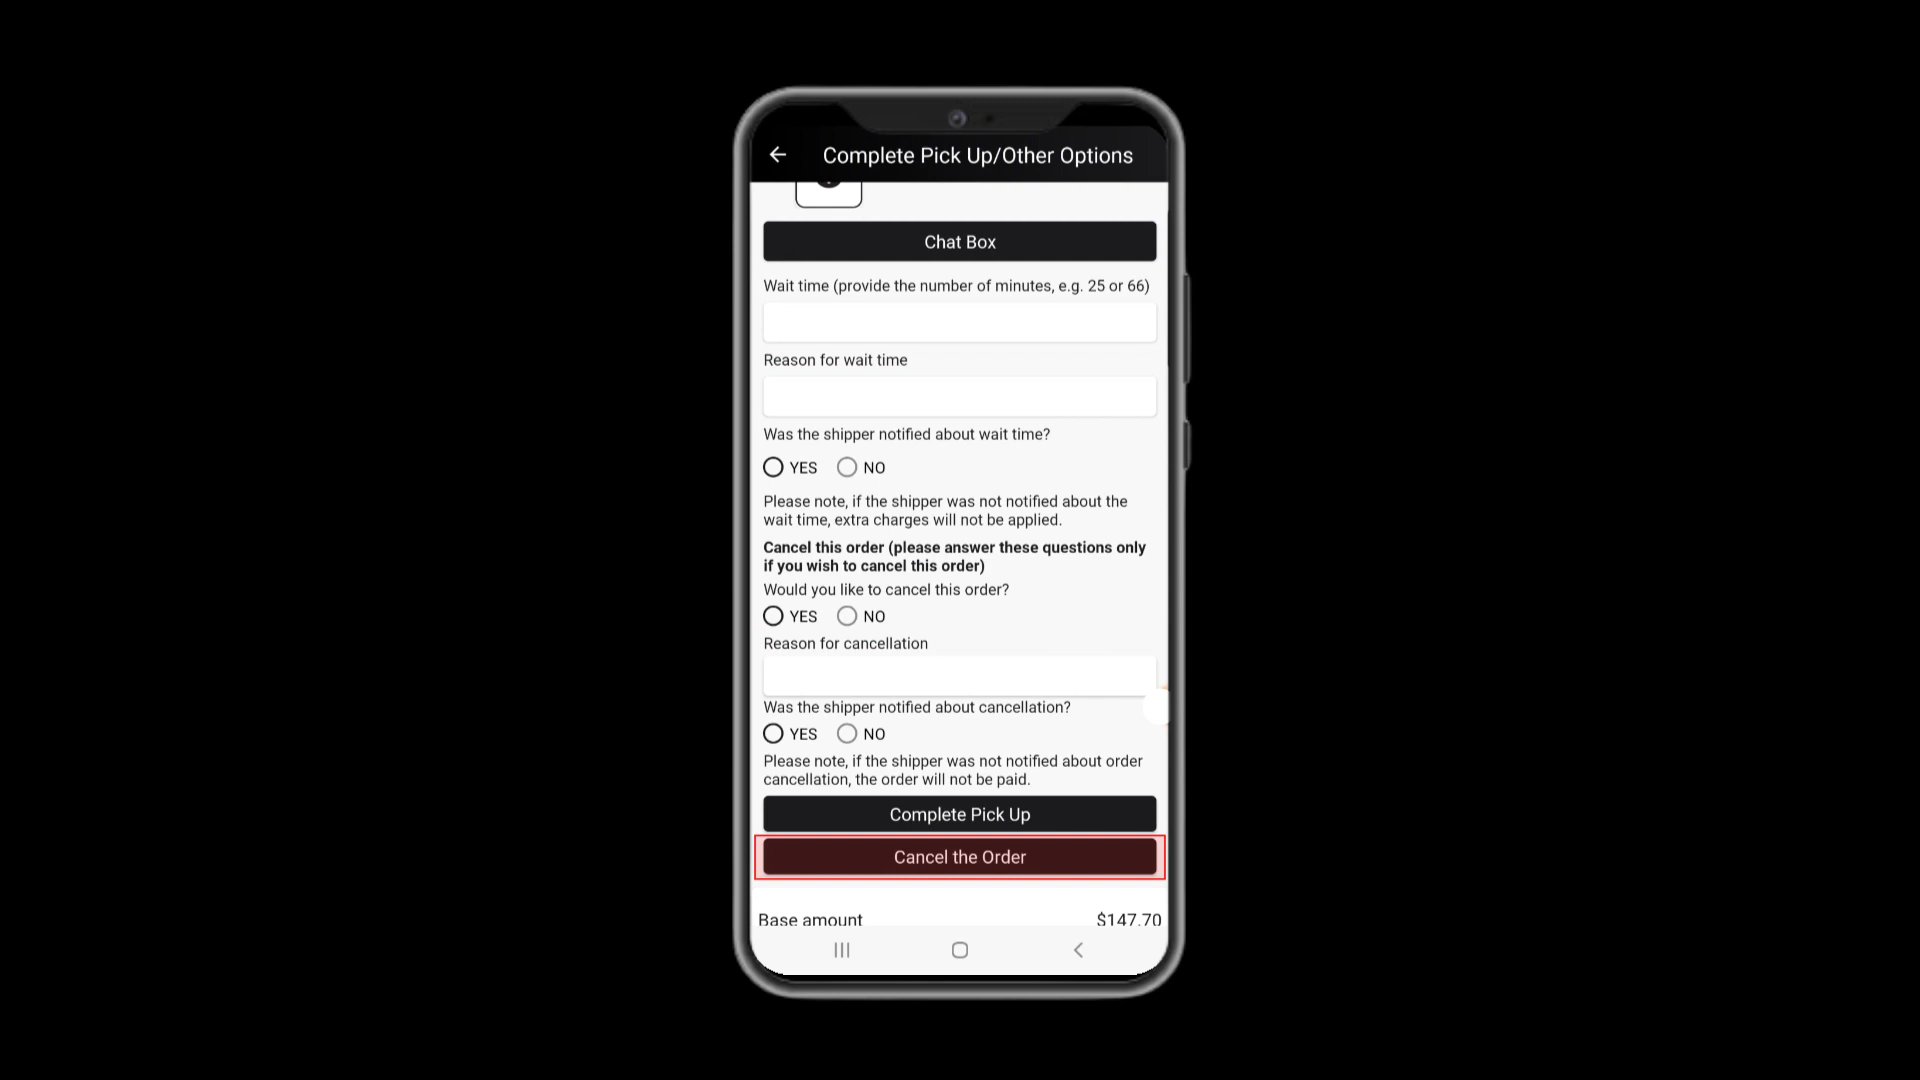 Complete Pick Up/Other Options
Chat Box
Wait time (provide the number of minutes, e.g. 25 or 66)
Reason for wait time
Was the shipper notified about wait time?
YES NO
Please note, if the shipper was not notified about the
wait time, extra charges will not be applied.
Cancel this order (please answer these questions only
if you wish to cancel this order)
Would you like to cancel this order?
YES NO
Reason for cancellation
Was the shipper notified about cancellation?
YES NO
Please note, if the shipper was not notified about order
cancellation, the order will not be paid.
Complete Pick Up
Cancel the Order
Base amount $147.70